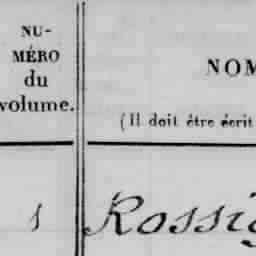 NU-
MÉRO
du
volume.
NOM
(Il doit être écrit
1 Rossig